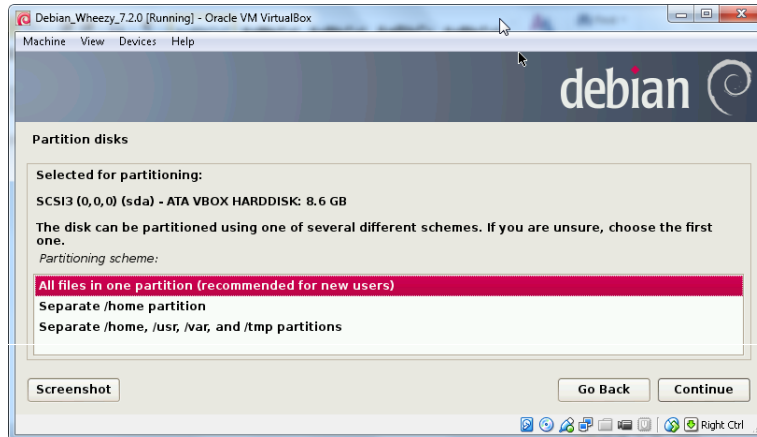 Debian_Wheezy_7.2.0 [Running] - Oracle VM VirtualBox
Machine View Devices Help
debian
Partition disks
Selected for partitioning:
SCSI3 (0,0,0) (sda) - ATA VBOX HARDDISK: 8.6 GB
The disk can be partitioned using one of several different schemes. If you are unsure, choose the first
one.
Partitioning scheme:
All files in one partition (recommended for new users)
Separate /home partition
Separate /home, /usr, /var, and /tmp partitions
Screenshot Go Back Continue
Right Ctrl